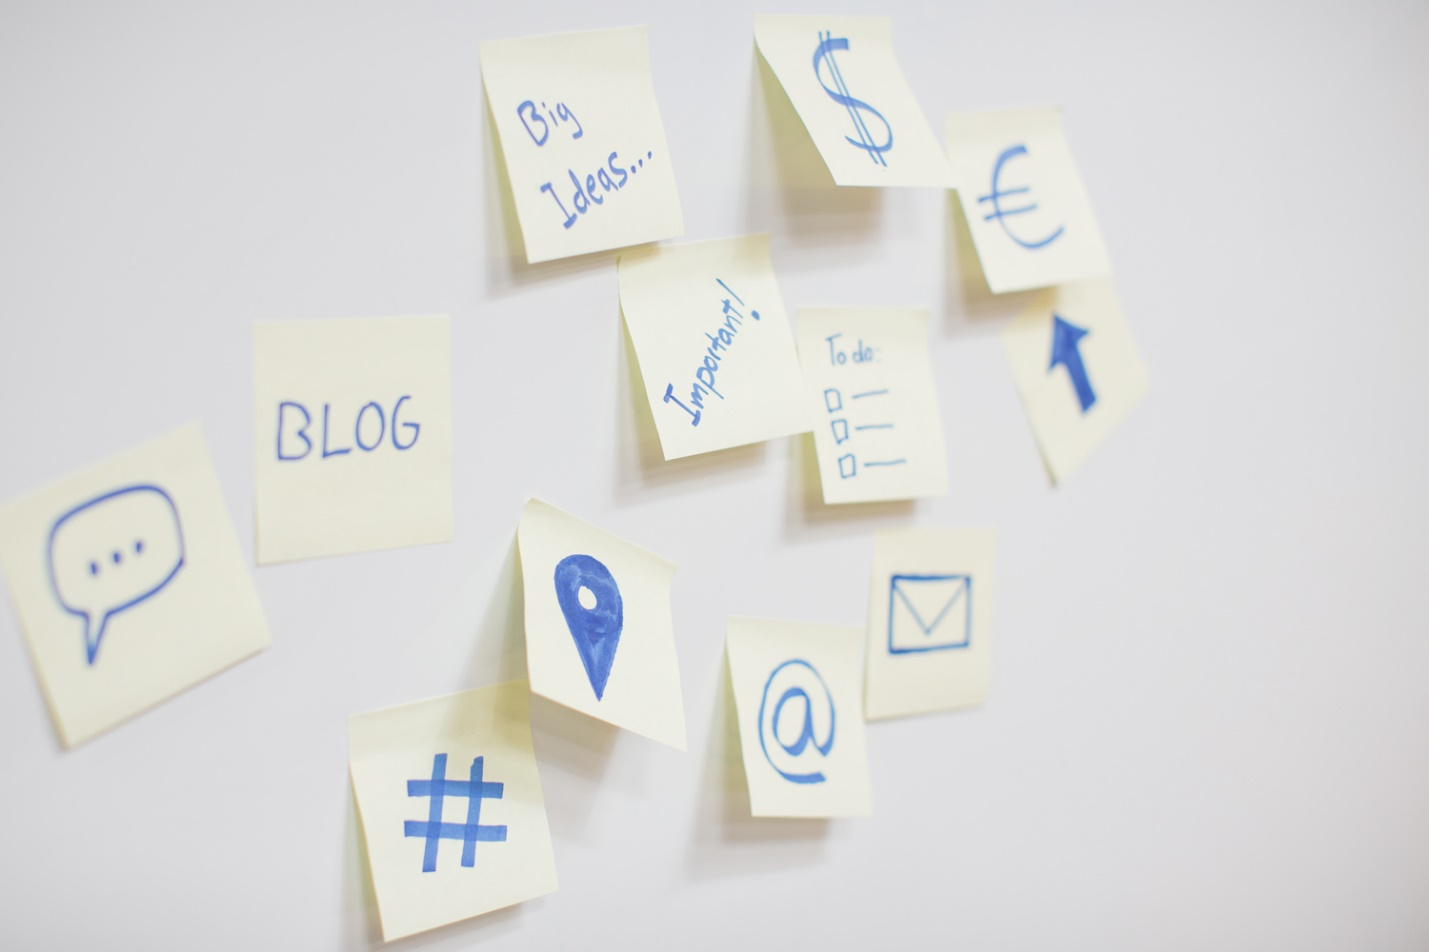 Big
Ideas...
$
€
Important!
To do:
BLOG
...
#
@